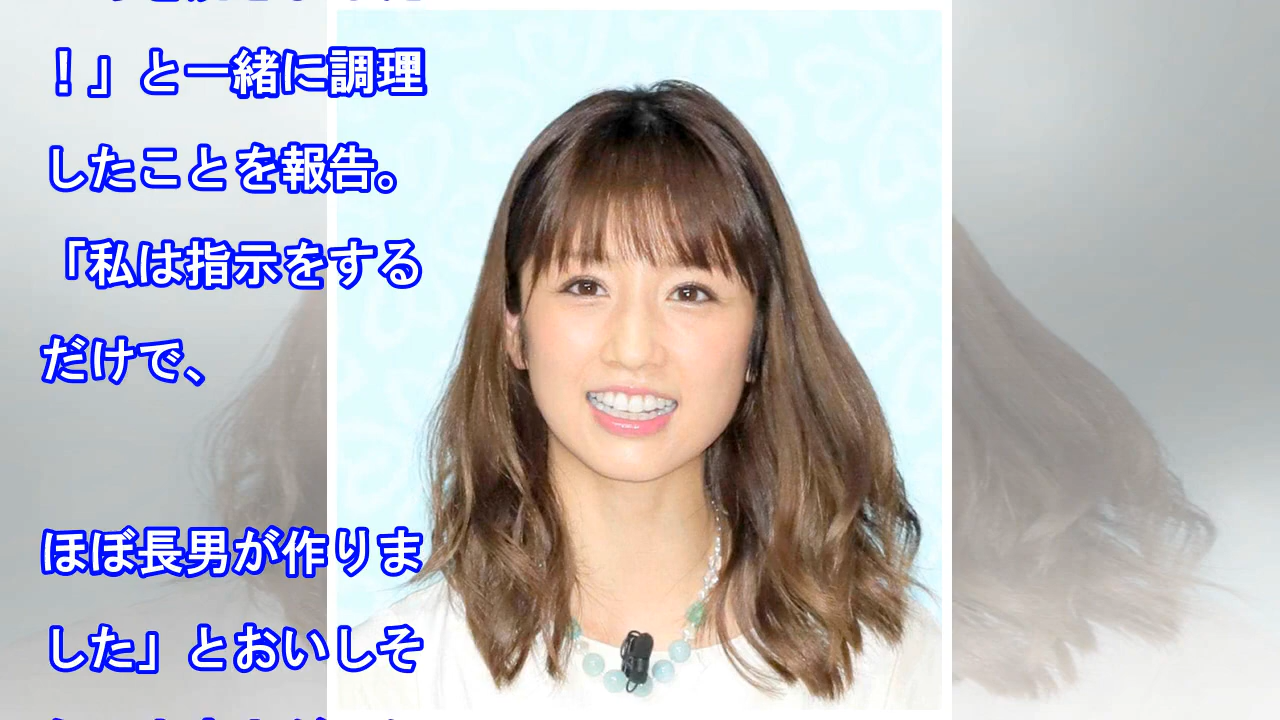 ！」と一緒に調理
したことを報告。
「私は指示をする
だけで、
ほぼ長男が作りま
した」とおいしそ